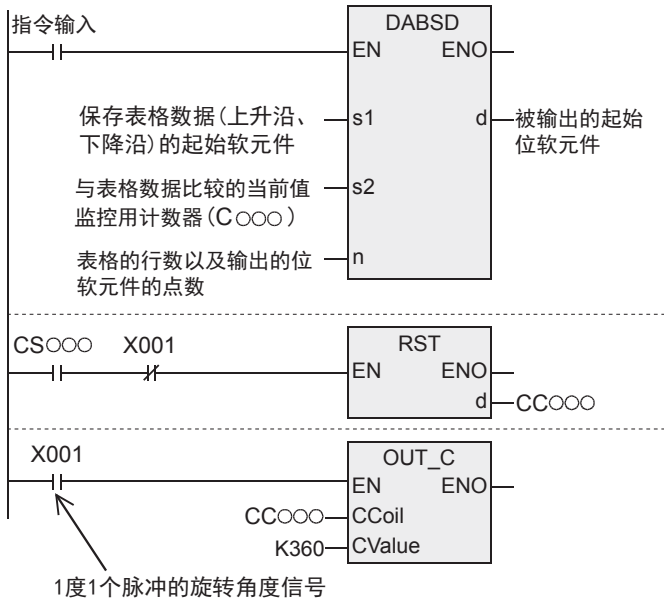 指令输入
DABSD
EN ENO
保存表格数据(上升沿、
下降沿)的起始软元件
s1 d
被输出的起始
位软元件
与表格数据比较的当前值
监控用计数器(C○○○)
s2
表格的行数以及输出的位
软元件的点数
n
CS○○○ X001
RST
EN ENO
d CC○○○
X001
OUT_C
EN ENO
CC○○○ CCoil
K360 CValue
1度1个脉冲的旋转角度信号